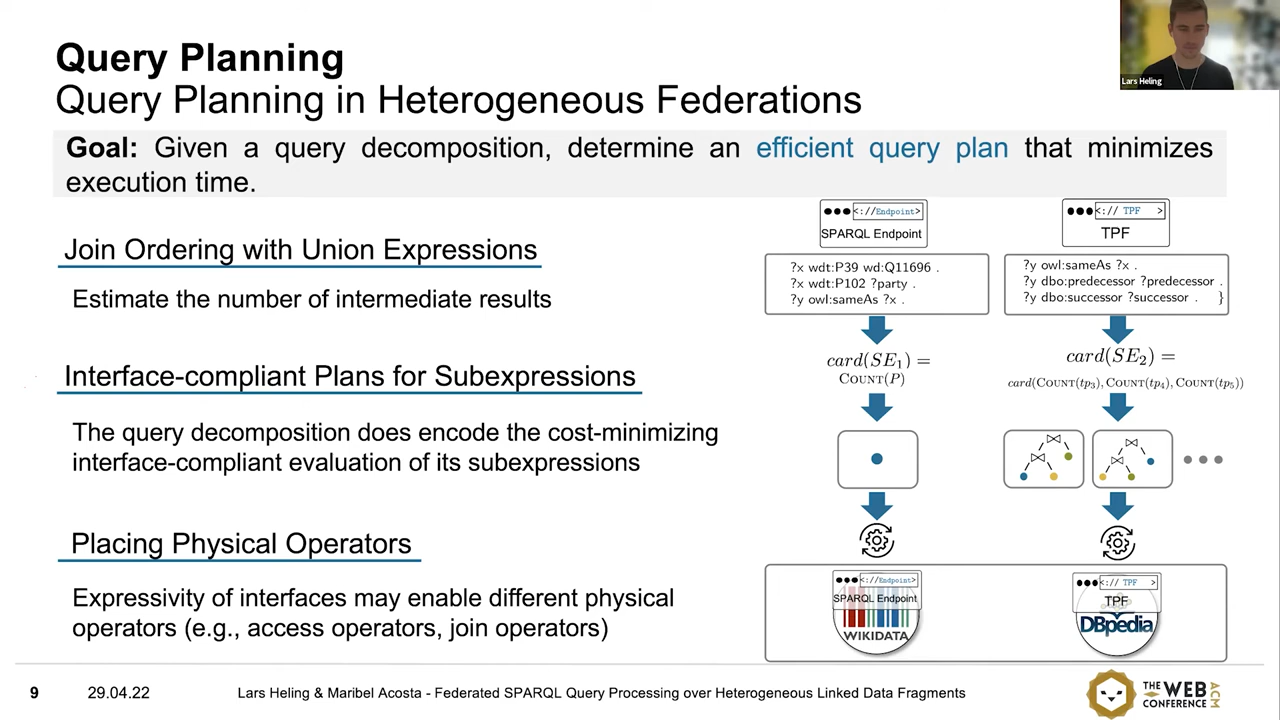 Query Planning
Query Planning in Heterogeneous Federations
Lars Heling
Goal: Given a query decomposition, determine an efficient query plan that minimizes
execution time.
Join Ordering with Union Expressions
Estimate the number of intermediate results
Interface-compliant Plans for Subexpressions
The query decomposition does encode the cost-minimizing
interface-compliant evaluation of its subexpressions
Placing Physical Operators
Expressivity of interfaces may enable different physical
operators (e.g., access operators, join operators)
<://Endpoint>
SPARQL Endpoint
?x wdt:P39 wd:Q11696 .
?x wdt:P102 ?party .
?y owl:sameAs ?x .
card(SE₁) =
COUNT(P)
<://Endpoint>
SPARQL Endpoint
WIKIDATA
<:// TPF >
TPF
?y owl:sameAs ?x .
?y dbo:predecessor ?predecessor .
?y dbo:successor ?successor . }
card(SE₂) =
card(COUNT(tp₃), COUNT(tp₄), COUNT(tp₅))
<:// TPF >
TPF
DBpedia
9
29.04.22
Lars Heling & Maribel Acosta - Federated SPARQL Query Processing over Heterogeneous Linked Data Fragments
THE WEB
CONFERENCE
ACM